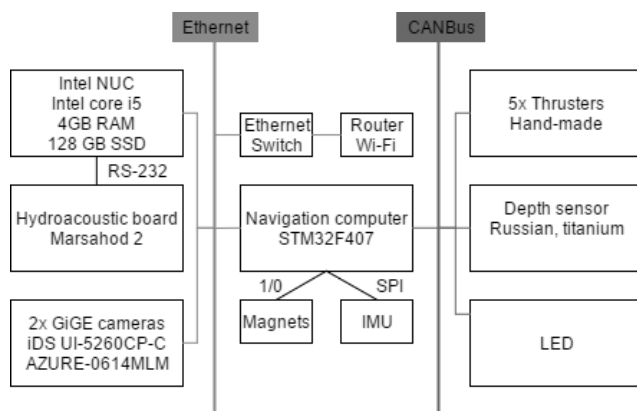 Ethernet
CANBus
Intel NUC
Intel core i5
4GB RAM
128 GB SSD
RS-232
Hydroacoustic board
Marsahod 2
2x GiGE cameras
iDS UI-5260CP-C
AZURE-0614MLM
Ethernet
Switch
Router
Wi-Fi
Navigation computer
STM32F407
1/0
SPI
Magnets
IMU
5x Thrusters
Hand-made
Depth sensor
Russian, titanium
LED